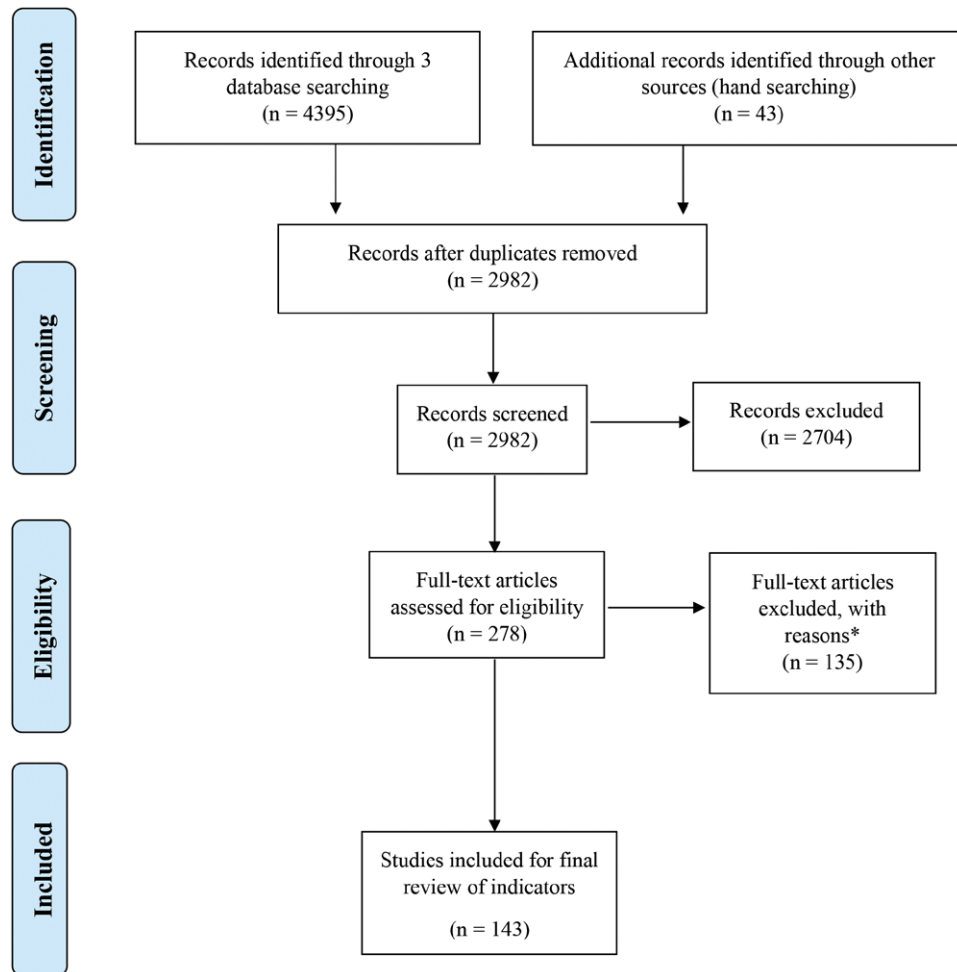 Identification
Records identified through 3
database searching
(n = 4395)
Additional records identified through other
sources (hand searching)
(n = 43)
Screening
Records after duplicates removed
(n = 2982)
Records screened
(n = 2982)
Records excluded
(n = 2704)
Eligibility
Full-text articles
assessed for eligibility
(n = 278)
Full-text articles
excluded, with
reasons*
(n = 135)
Included
Studies included for final
review of indicators
(n = 143)